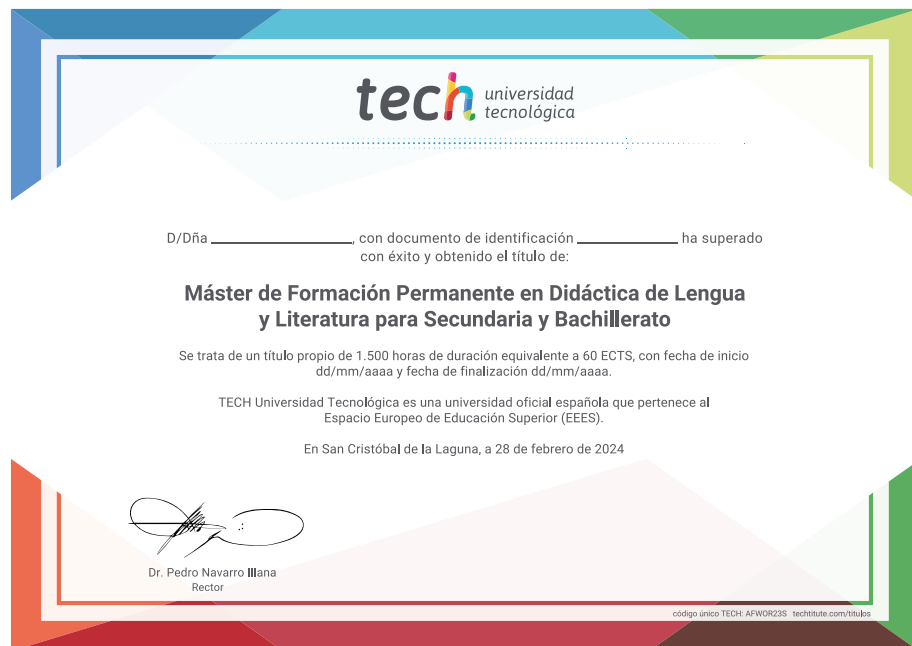 tech universidad
tecnológica
D/Dña ____________________, con documento de identificación ______________ ha superado
con éxito y obtenido el título de:
Máster de Formación Permanente en Didáctica de Lengua
y Literatura para Secundaria y Bachillerato
Se trata de un título propio de 1.500 horas de duración equivalente a 60 ECTS, con fecha de inicio
dd/mm/aaaa y fecha de finalización dd/mm/aaaa.
TECH Universidad Tecnológica es una universidad oficial española que pertenece al
Espacio Europeo de Educación Superior (EEES).
En San Cristóbal de la Laguna, a 28 de febrero de 2024
Dr. Pedro Navarro Illana
Rector
código único TECH: AFWOR23S techtitute.com/titulos